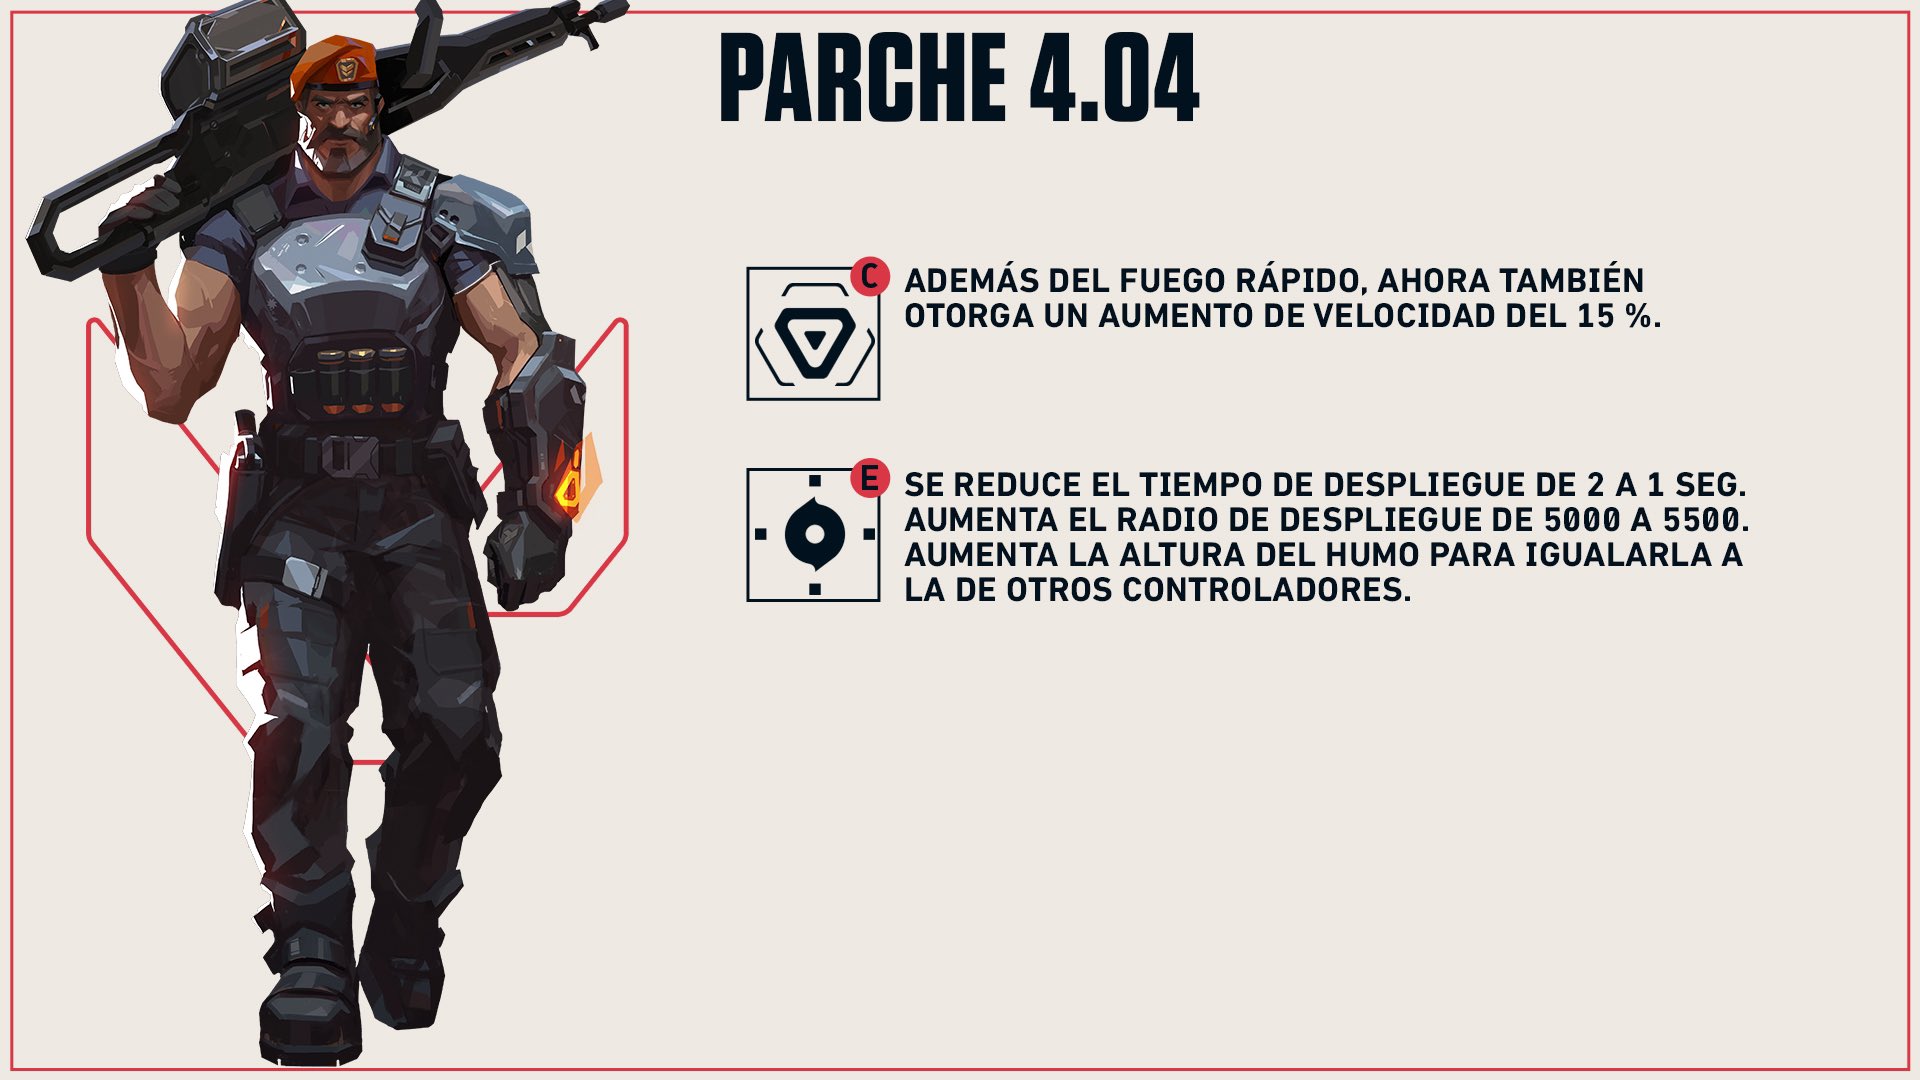 PARCHE 4.04
C
ADEMÁS DEL FUEGO RÁPIDO, AHORA TAMBIÉN
OTORGA UN AUMENTO DE VELOCIDAD DEL 15 %.
E
SE REDUCE EL TIEMPO DE DESPLIEGUE DE 2 A 1 SEG.
AUMENTA EL RADIO DE DESPLIEGUE DE 5000 A 5500.
AUMENTA LA ALTURA DEL HUMO PARA IGUALARLA A
LA DE OTROS CONTROLADORES.